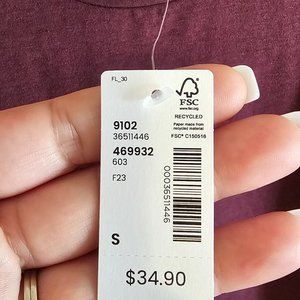 FL_30
FSC
www.fsc.org
RECYCLED
Paper made from
recycled material
FSC® C150516
9102
36511446
469932
603
F23
00036511446
S
$34.90